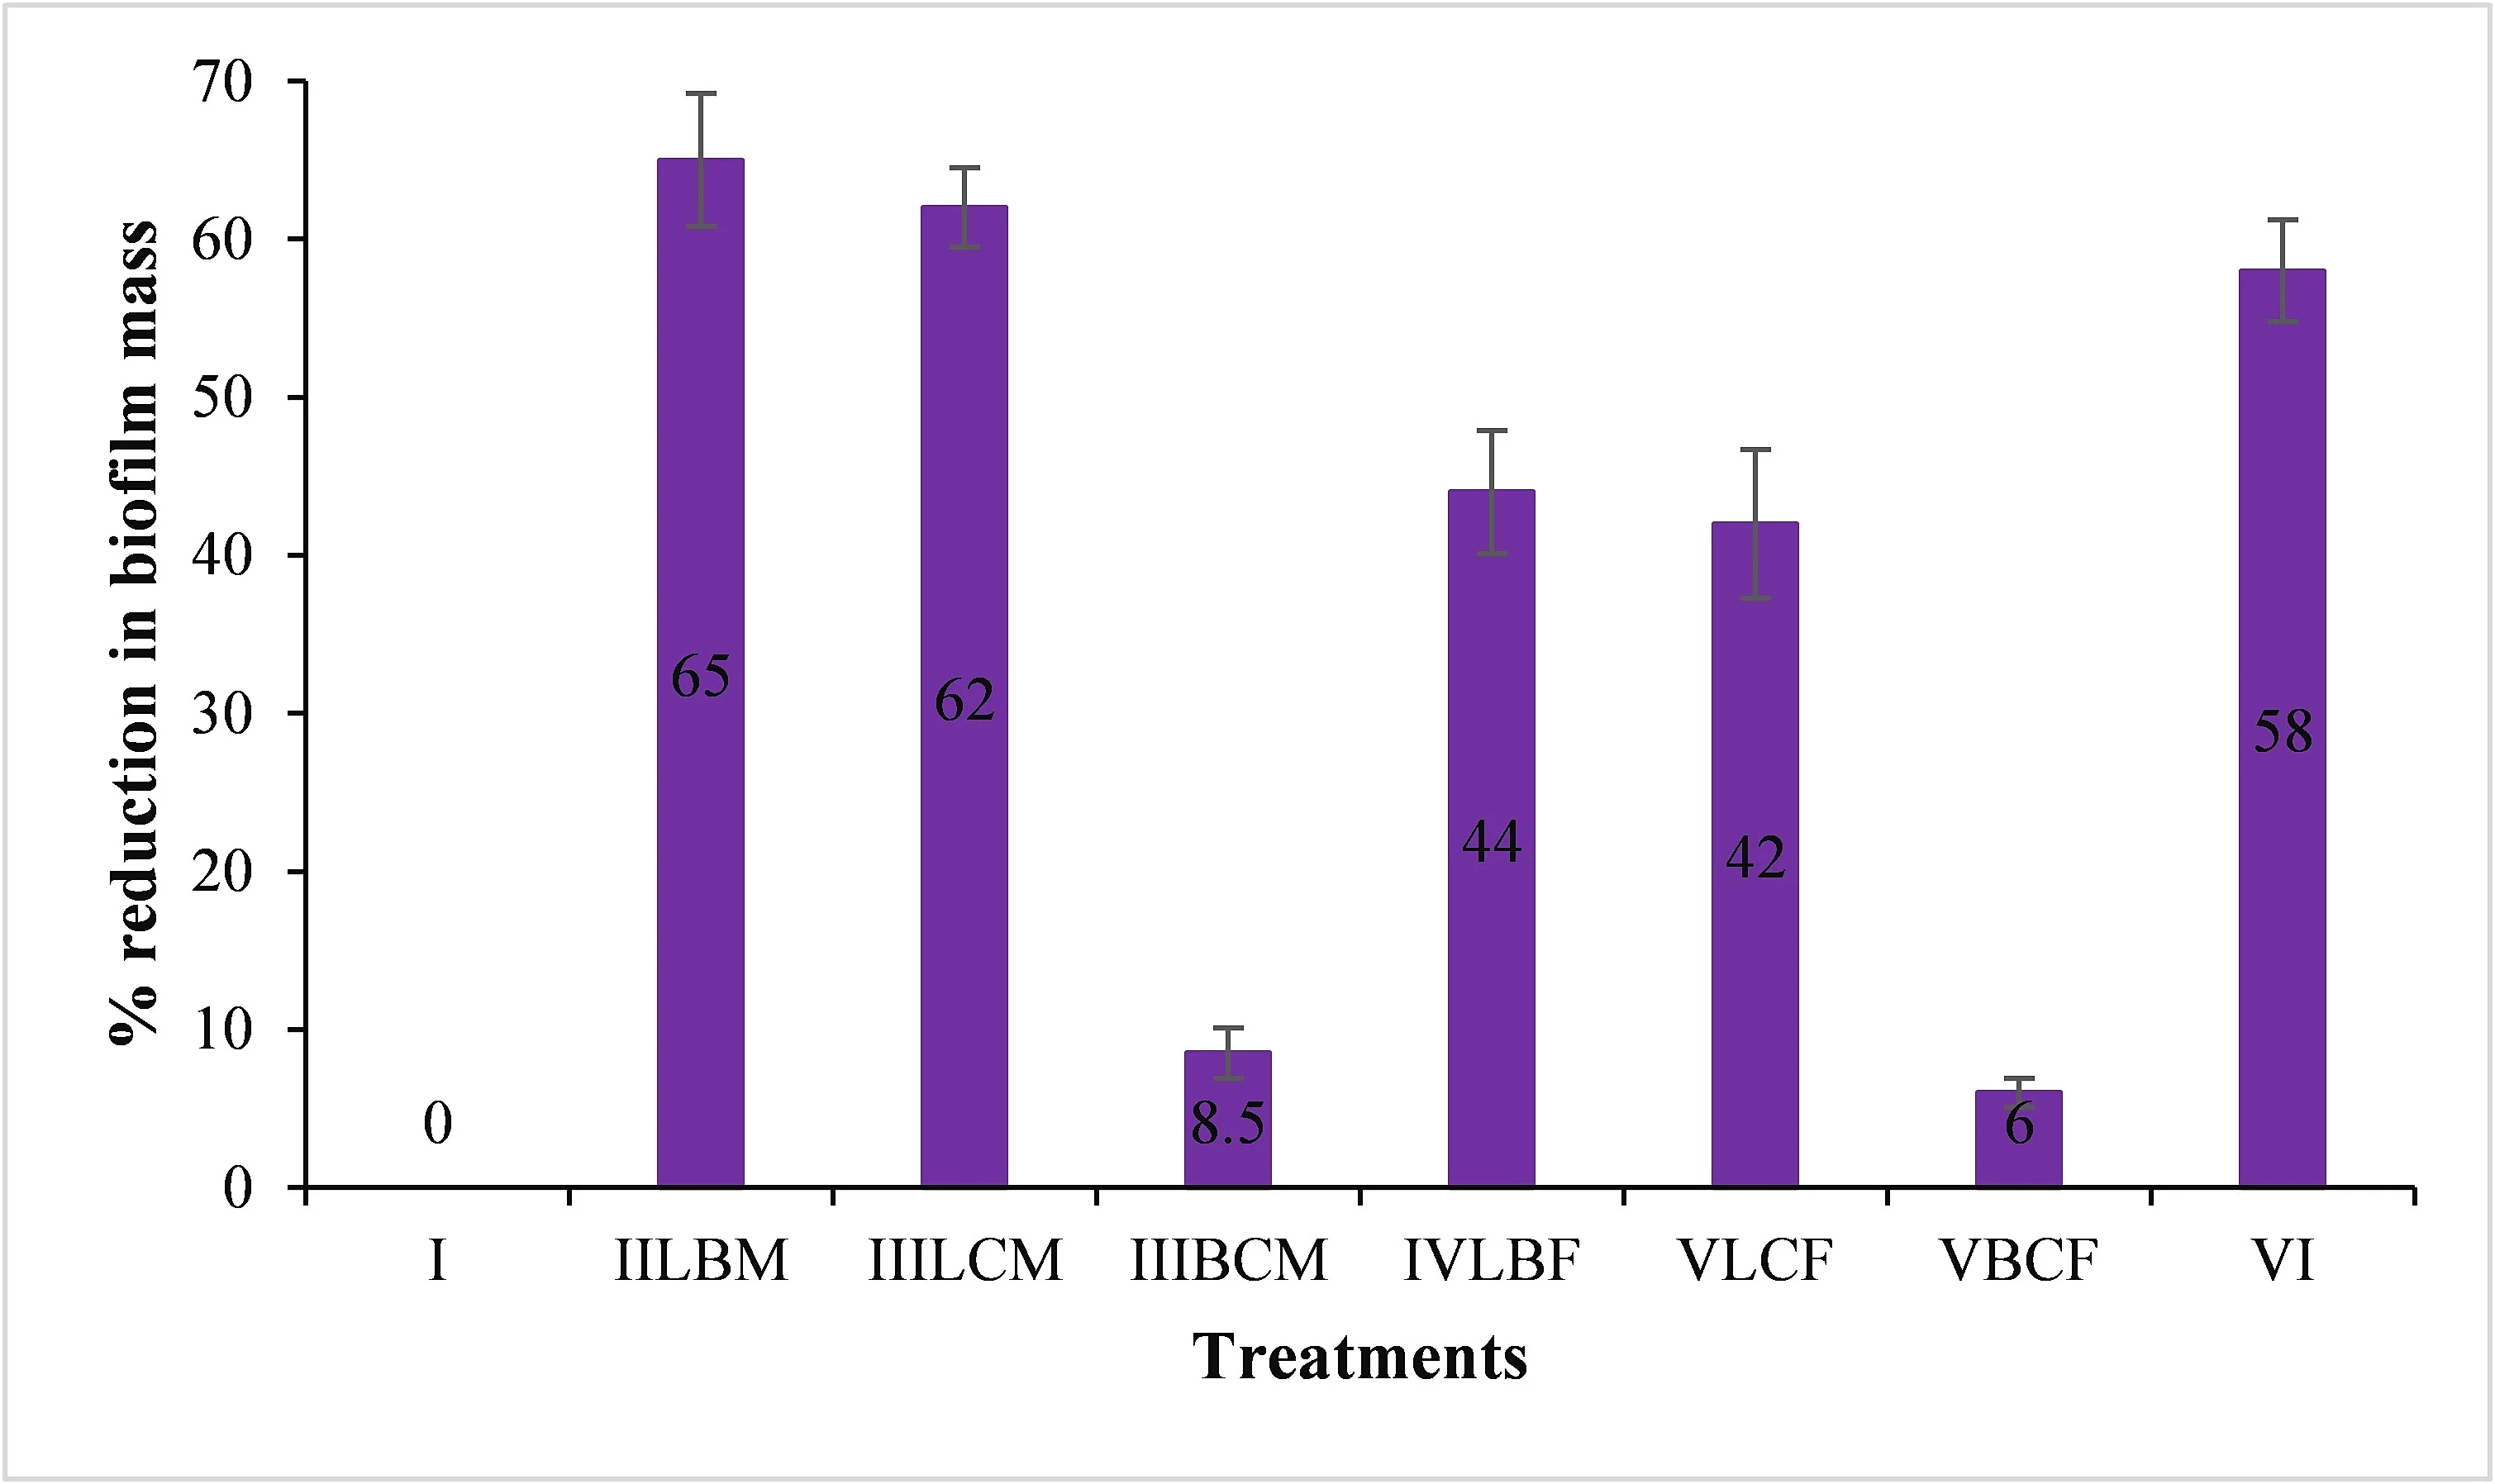 % reduction in biofilm mass
70
60
50
40
30
20
10
0
0
65
62
8.5
44
42
6
58
I
IILBM
IIILCM
IIIBCM
IVLBF
VLCF
VBCF
VI
Treatments